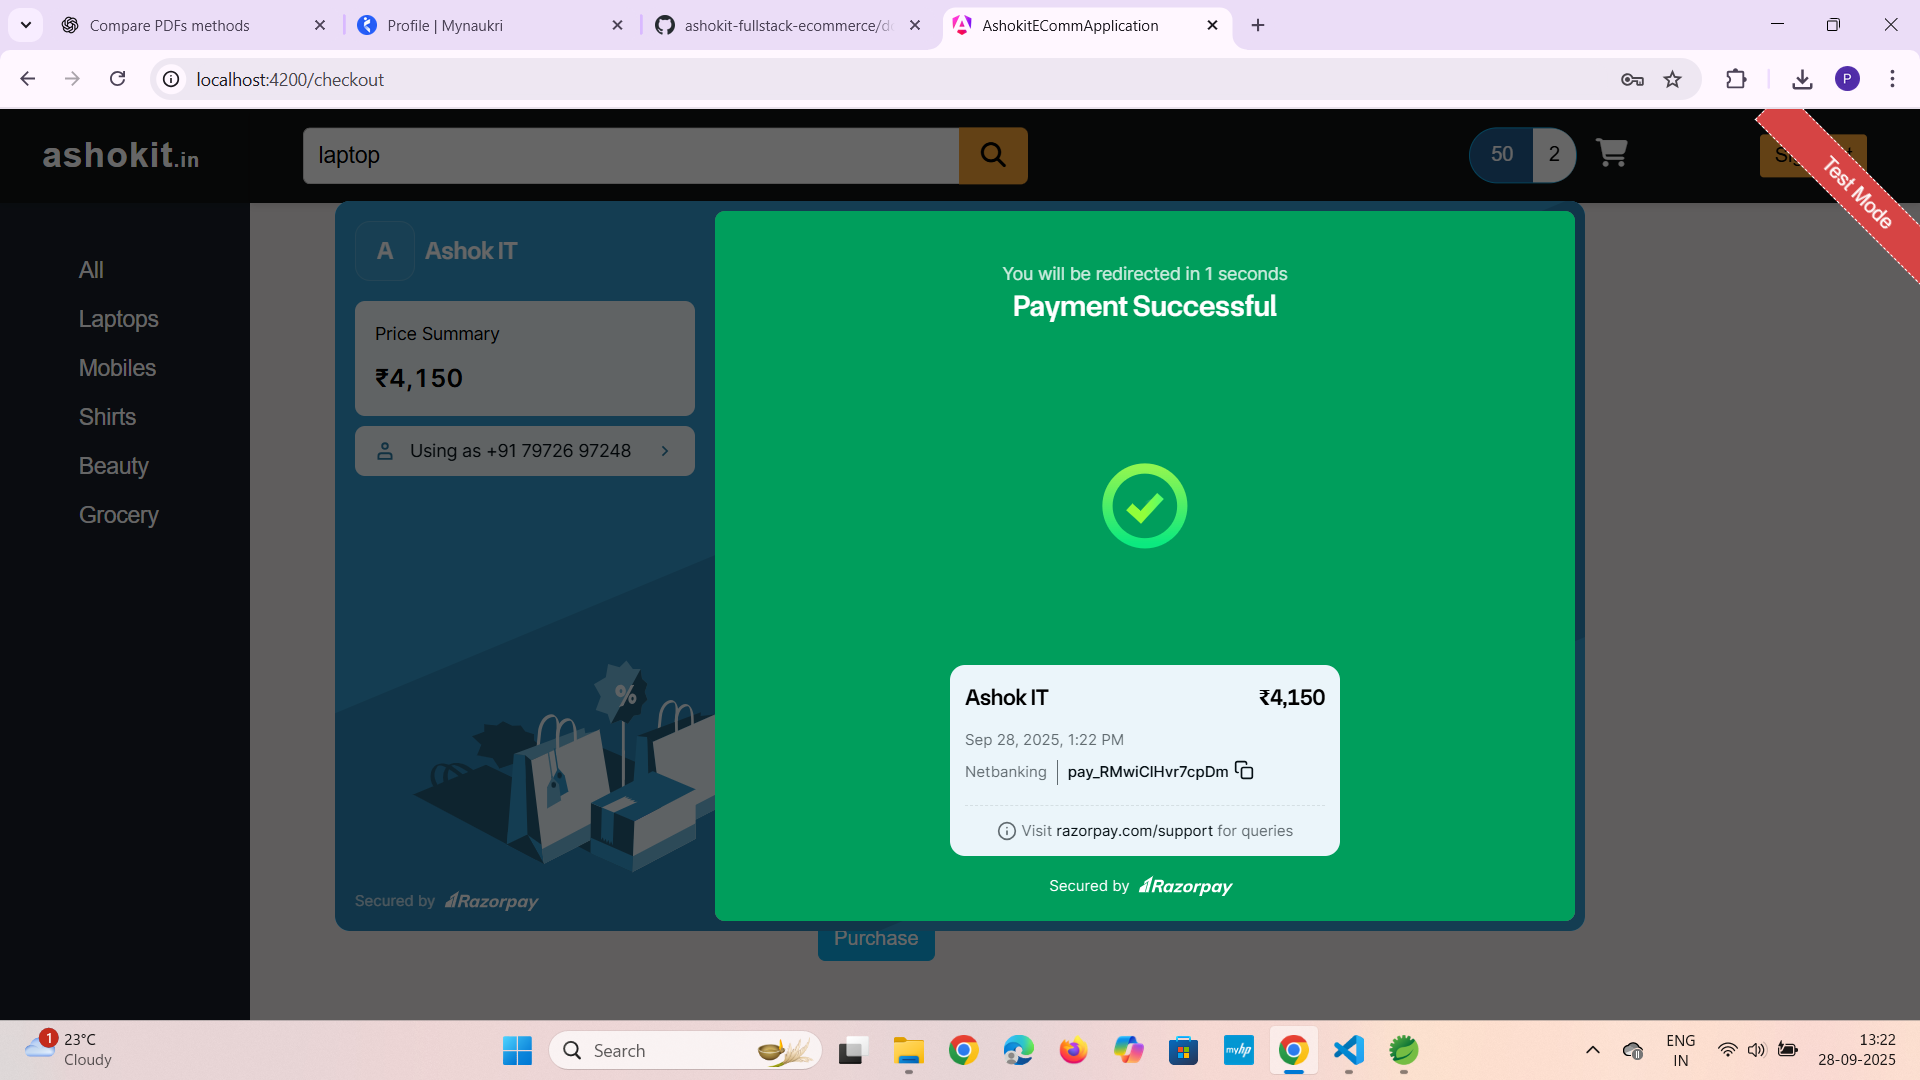 Compare PDFs methods
Profile | Mynaukri
ashokit-fullstack-ecommerce/d
AshokitECommApplication
localhost:4200/checkout
P
ashokit.in
laptop
50
2
Test Mode
All
Laptops
Mobiles
Shirts
Beauty
Grocery
A
Ashok IT
Price Summary
₹4,150
Using as +91 79726 97248
%
Secured by Razorpay
You will be redirected in 1 seconds
Payment Successful
Ashok IT
₹4,150
Sep 28, 2025, 1:22 PM
Netbanking
pay_RMwiCIHvr7cpDm
Visit razorpay.com/support for queries
Secured by Razorpay
Purchase
1
23°C
Cloudy
Search
myhp
ENG
IN
13:22
28-09-2025